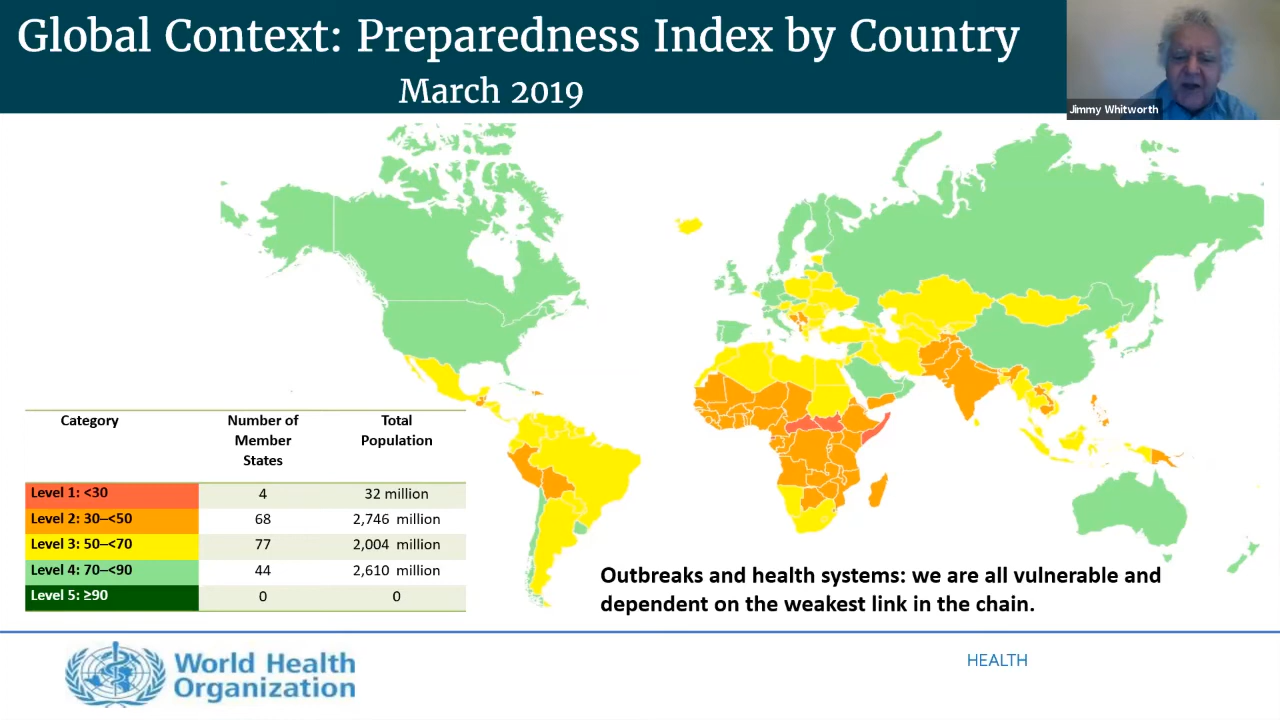 Global Context: Preparedness Index by Country
March 2019
Jimmy Whitworth
Category
Number of
Member
States
Total
Population
Level 1: <30
4
32 million
Level 2: 30–<50
68
2,746 million
Level 3: 50–<70
77
2,004 million
Level 4: 70–<90
44
2,610 million
Level 5: ≥90
0
0
Outbreaks and health systems: we are all vulnerable and
dependent on the weakest link in the chain.
World Health
Organization
HEALTH